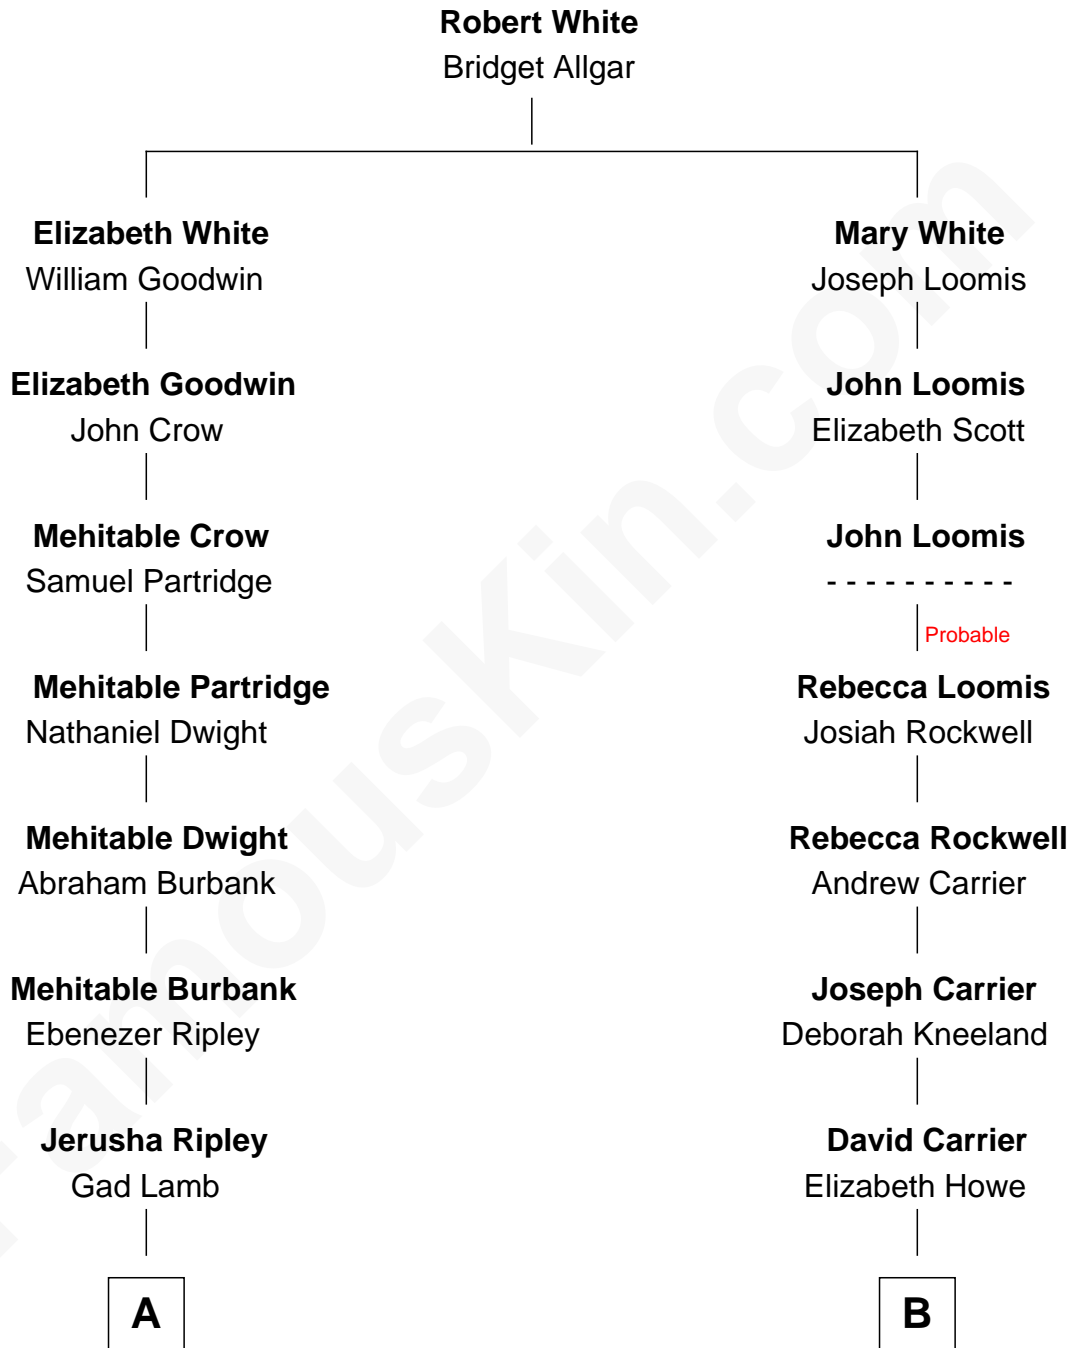 Robert White
Bridget Allgar
Elizabeth White
William Goodwin
Mary White
Joseph Loomis
Elizabeth Goodwin
John Crow
John Loomis
Elizabeth Scott
Mehitable Crow
Samuel Partridge
John Loomis
- - - - - - - - - -
Probable
Mehitable Partridge
Nathaniel Dwight
Rebecca Loomis
Josiah Rockwell
Mehitable Dwight
Abraham Burbank
Rebecca Rockwell
Andrew Carrier
Mehitable Burbank
Ebenezer Ripley
Joseph Carrier
Deborah Kneeland
Jerusha Ripley
Gad Lamb
David Carrier
Elizabeth Howe
A
B
FamousKin.com